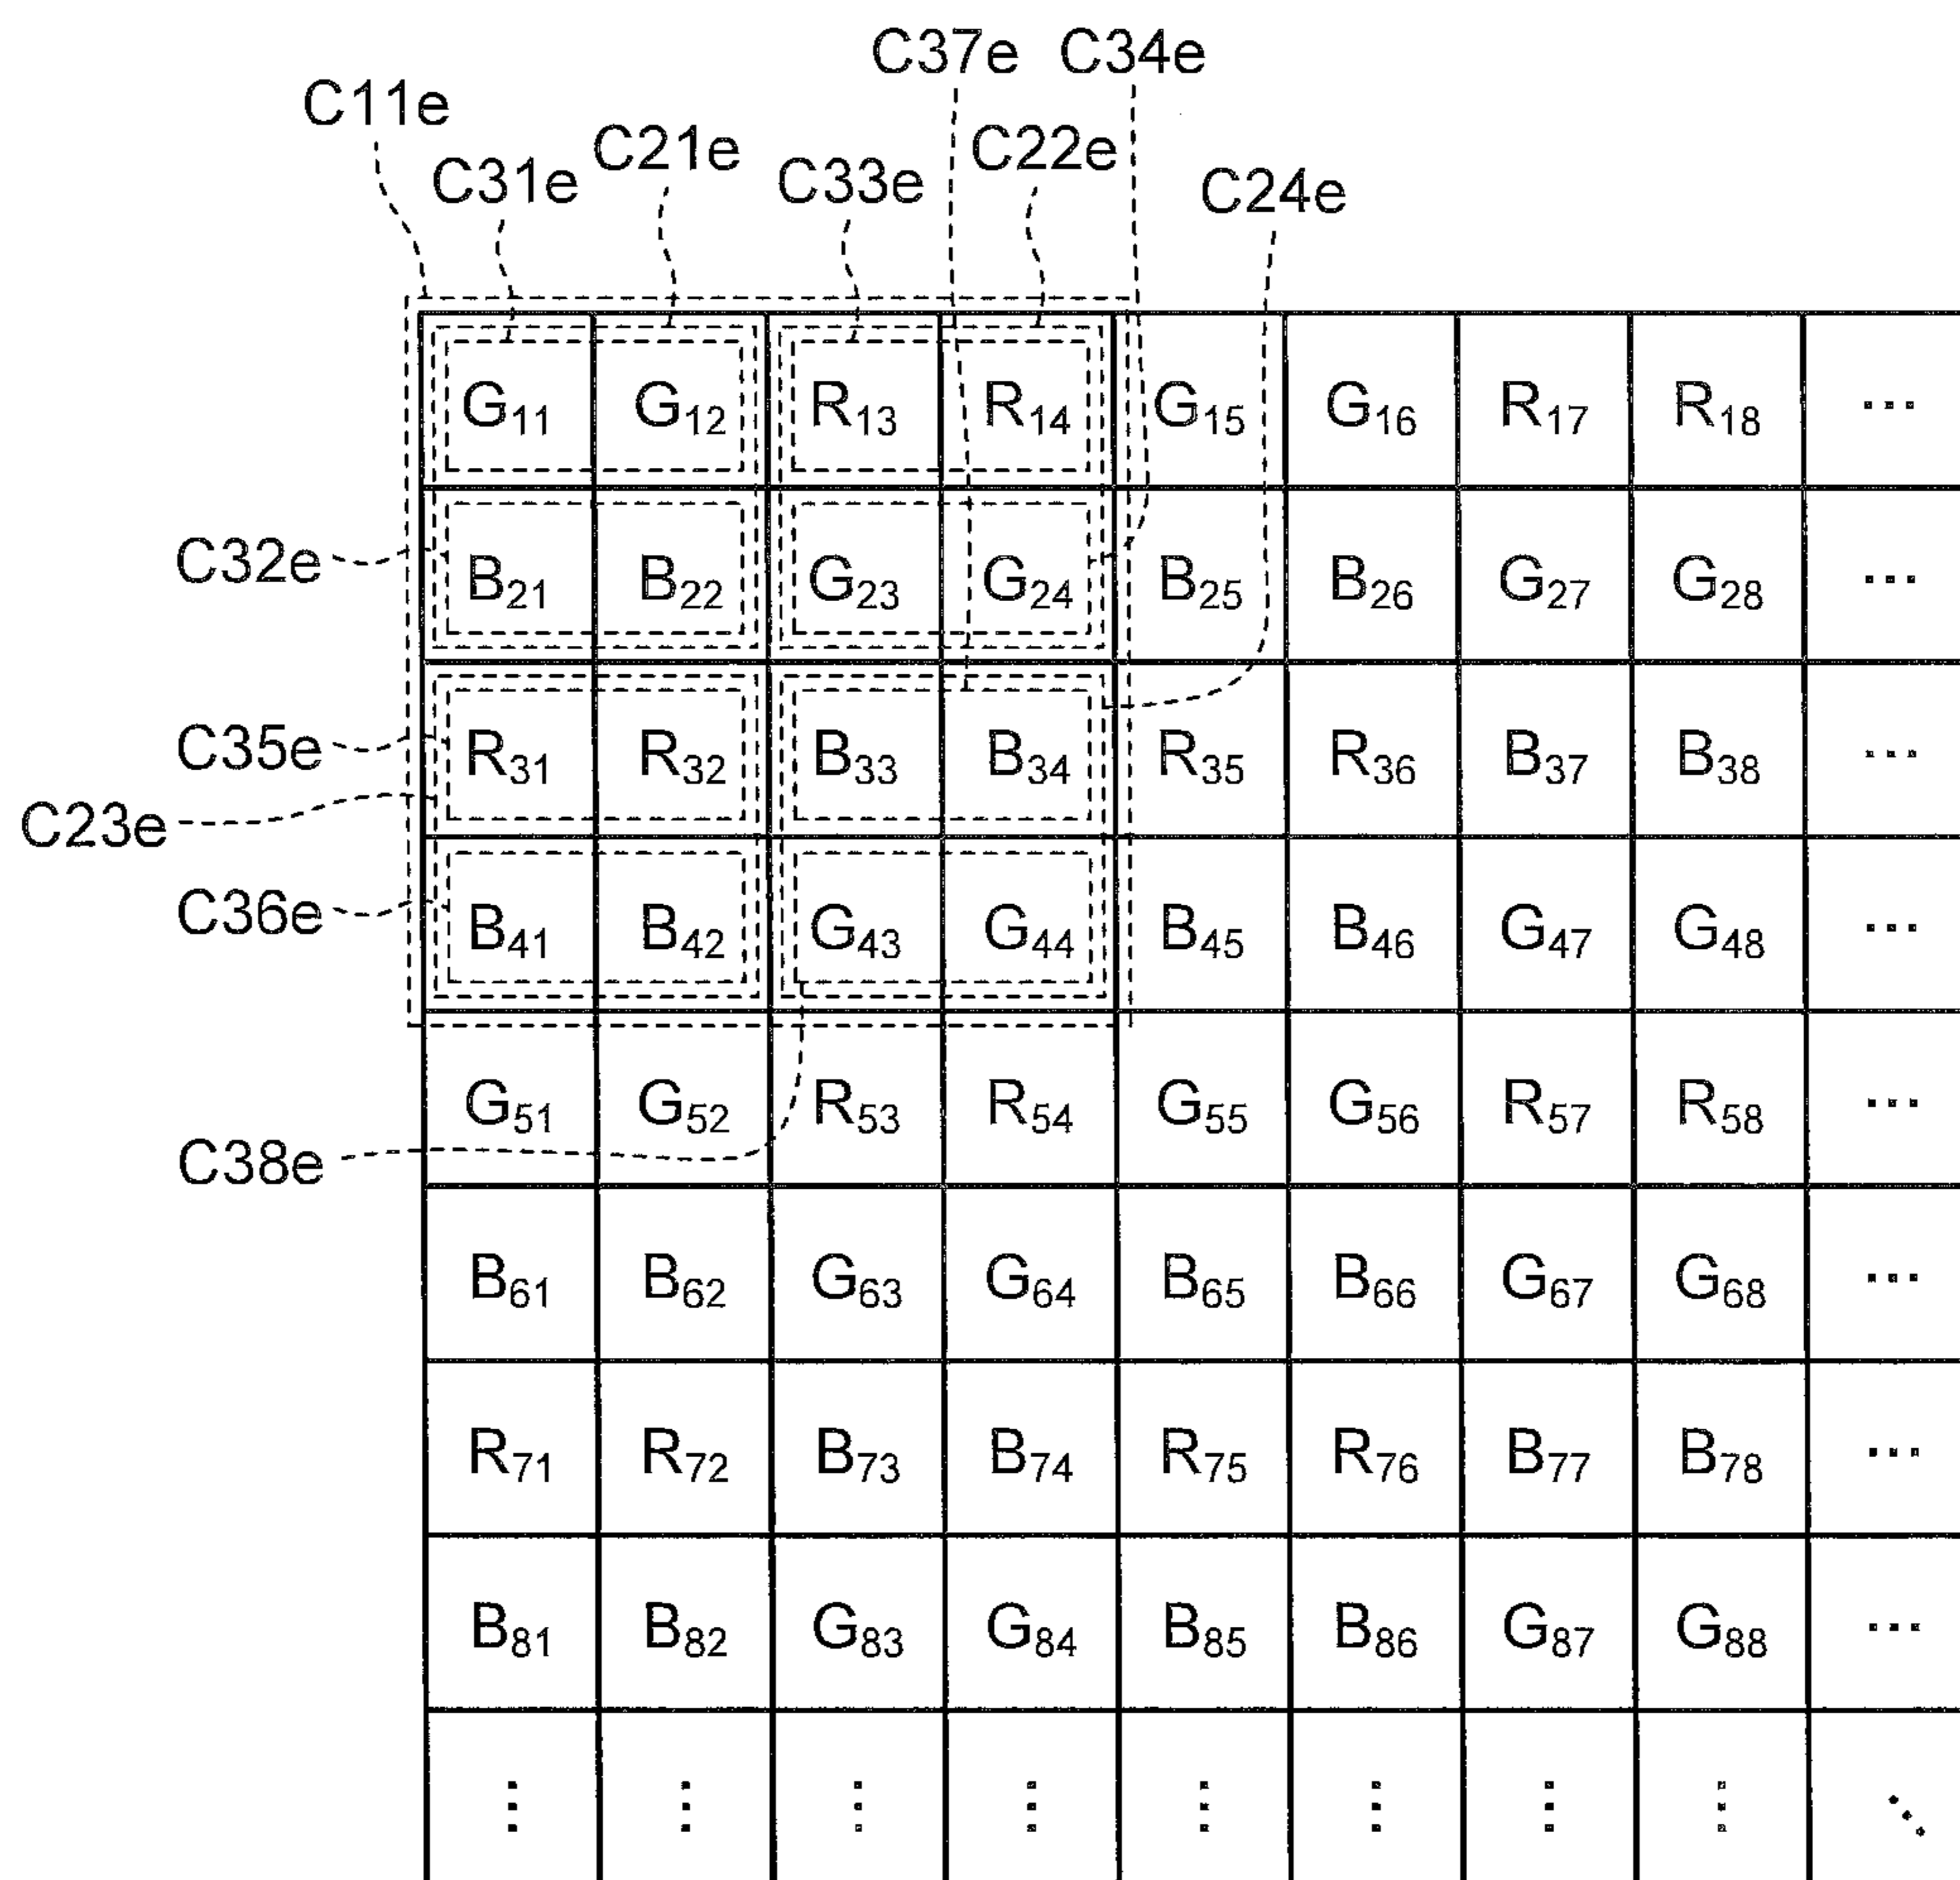 C37e C34e
C11e
C21e C22e
C31e C33e
C24e
G11 G12 R13 R14 G15 G16 R17 R18 ...
C32e B21 B22 G23 G24 B25 B26 G27 G28 ...
C35e R31 R32 B33 B34 R35 R36 B37 B38 ...
C23e
C36e B41 B42 G43 G44 B45 B46 G47 G48 ...
G51 G52 R53 R54 G55 G56 R57 R58 ...
C38e
B61 B62 G63 G64 B65 B66 G67 G68 ...
R71 R72 B73 B74 R75 R76 B77 B78 ...
B81 B82 G83 G84 B85 B86 G87 G88 ...
⋮ ⋮ ⋮ ⋮ ⋮ ⋮ ⋮ ⋮ ⋱